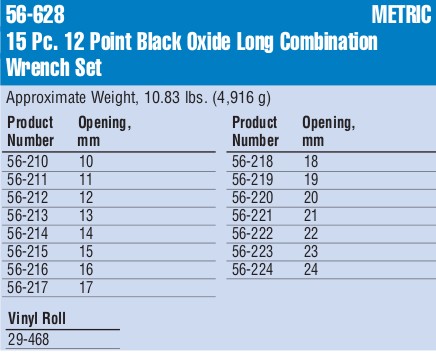 56-628 METRIC
15 Pc. 12 Point Black Oxide Long Combination
Wrench Set
Approximate Weight, 10.83 lbs. (4,916 g)
Product Opening,
Number mm
56-210 10
56-211 11
56-212 12
56-213 13
56-214 14
56-215 15
56-216 16
56-217 17
Product Opening,
Number mm
56-218 18
56-219 19
56-220 20
56-221 21
56-222 22
56-223 23
56-224 24
Vinyl Roll
29-468